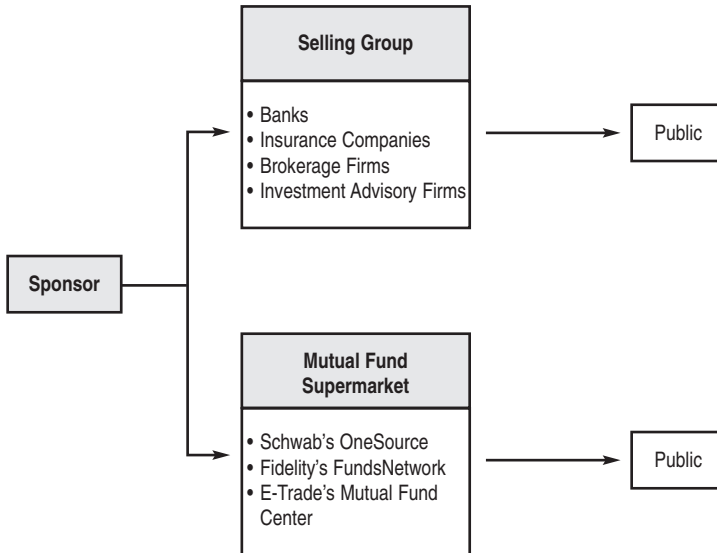 Selling Group
• Banks
• Insurance Companies
• Brokerage Firms
• Investment Advisory Firms
Public
Sponsor
Mutual Fund
Supermarket
• Schwab's OneSource
• Fidelity's FundsNetwork
• E-Trade's Mutual Fund
Center
Public